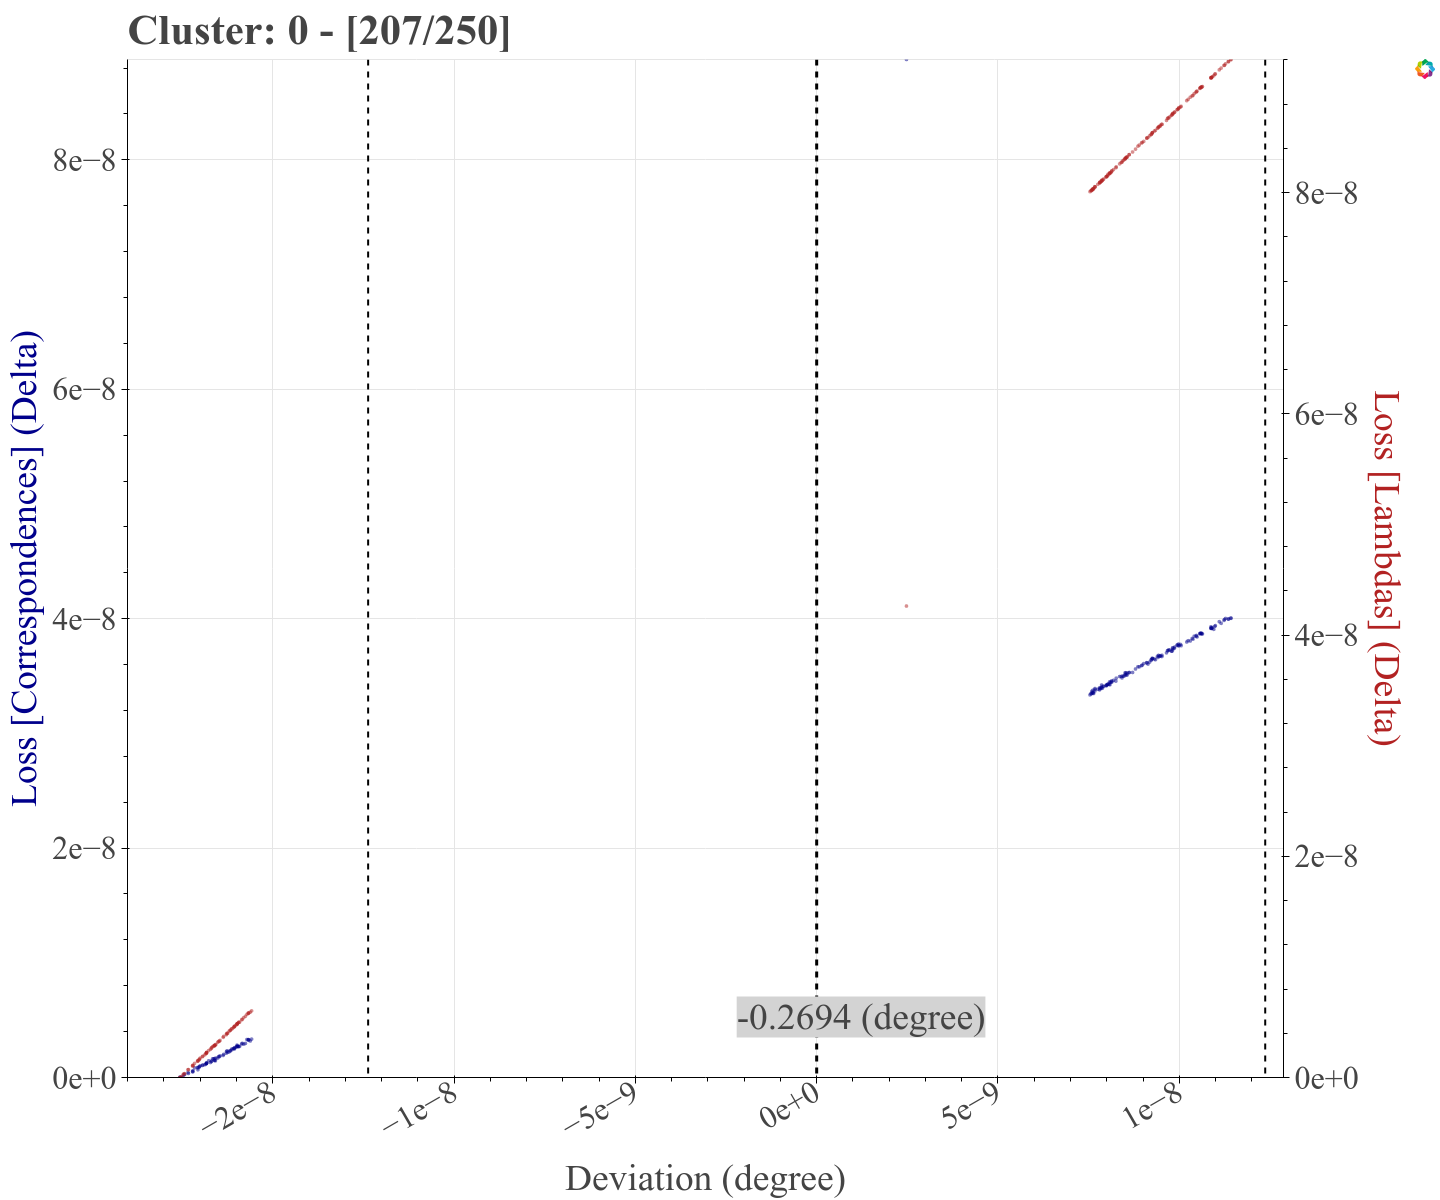 Cluster: 0 - [207/250]
8e−8
6e−8
4e−8
2e−8
0e+0
Loss [Correspondences] (Delta)
8e−8
6e−8
4e−8
2e−8
0e+0
Loss [Lambdas] (Delta)
-0.2694 (degree)
−2e−8
−1e−8
−5e−9
0e+0
5e−9
1e−8
Deviation (degree)